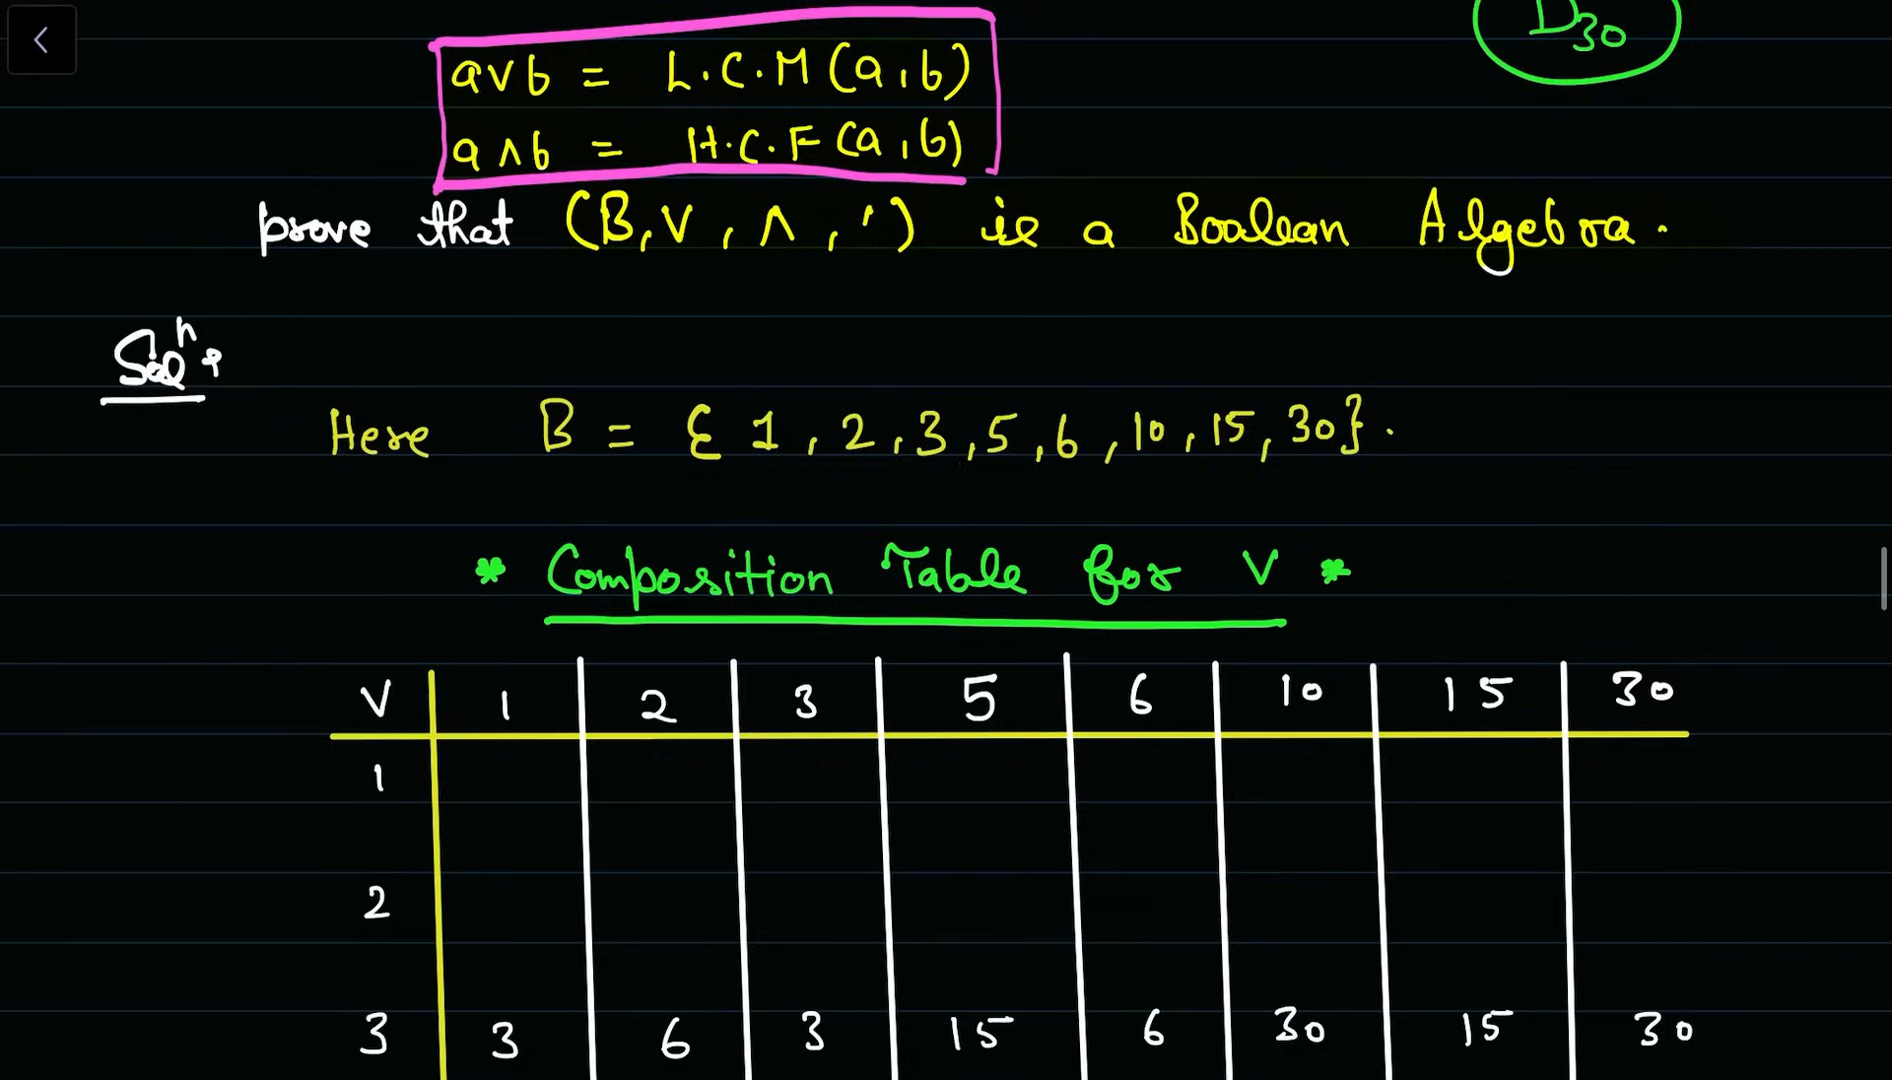 D30
a∨b = L.C.M (a,b)
a∧b = H.C.F (a,b)
prove that (B,∨,∧,') is a Boolean Algebra.
Solⁿ:
Here B = { 1, 2, 3, 5, 6, 10, 15, 30}.
* Composition Table for ∨ *
∨ 1 2 3 5 6 10 15 30
1
2
3 3 6 3 15 6 30 15 30